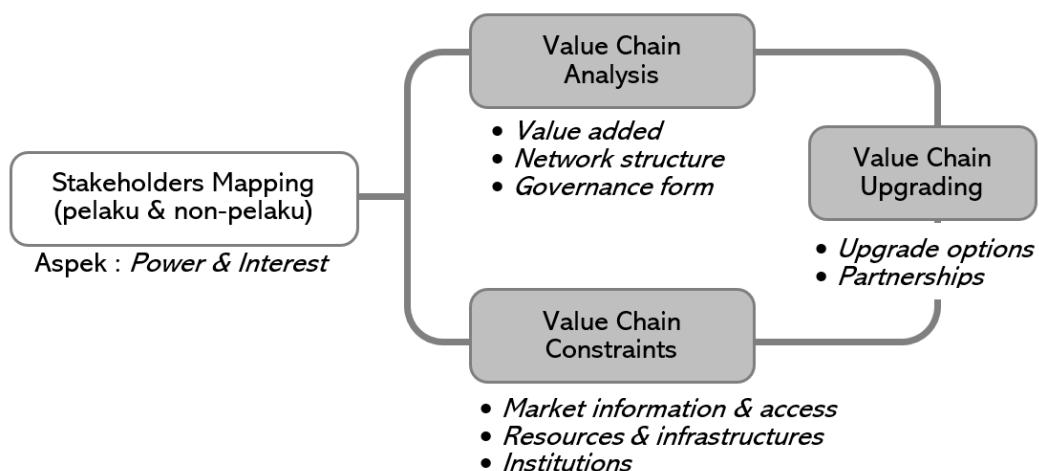 Stakeholders Mapping
(pelaku & non-pelaku)
Aspek : Power & Interest
Value Chain
Analysis
• Value added
• Network structure
• Governance form
Value Chain
Constraints
• Market information & access
• Resources & infrastructures
• Institutions
Value Chain
Upgrading
• Upgrade options
• Partnerships